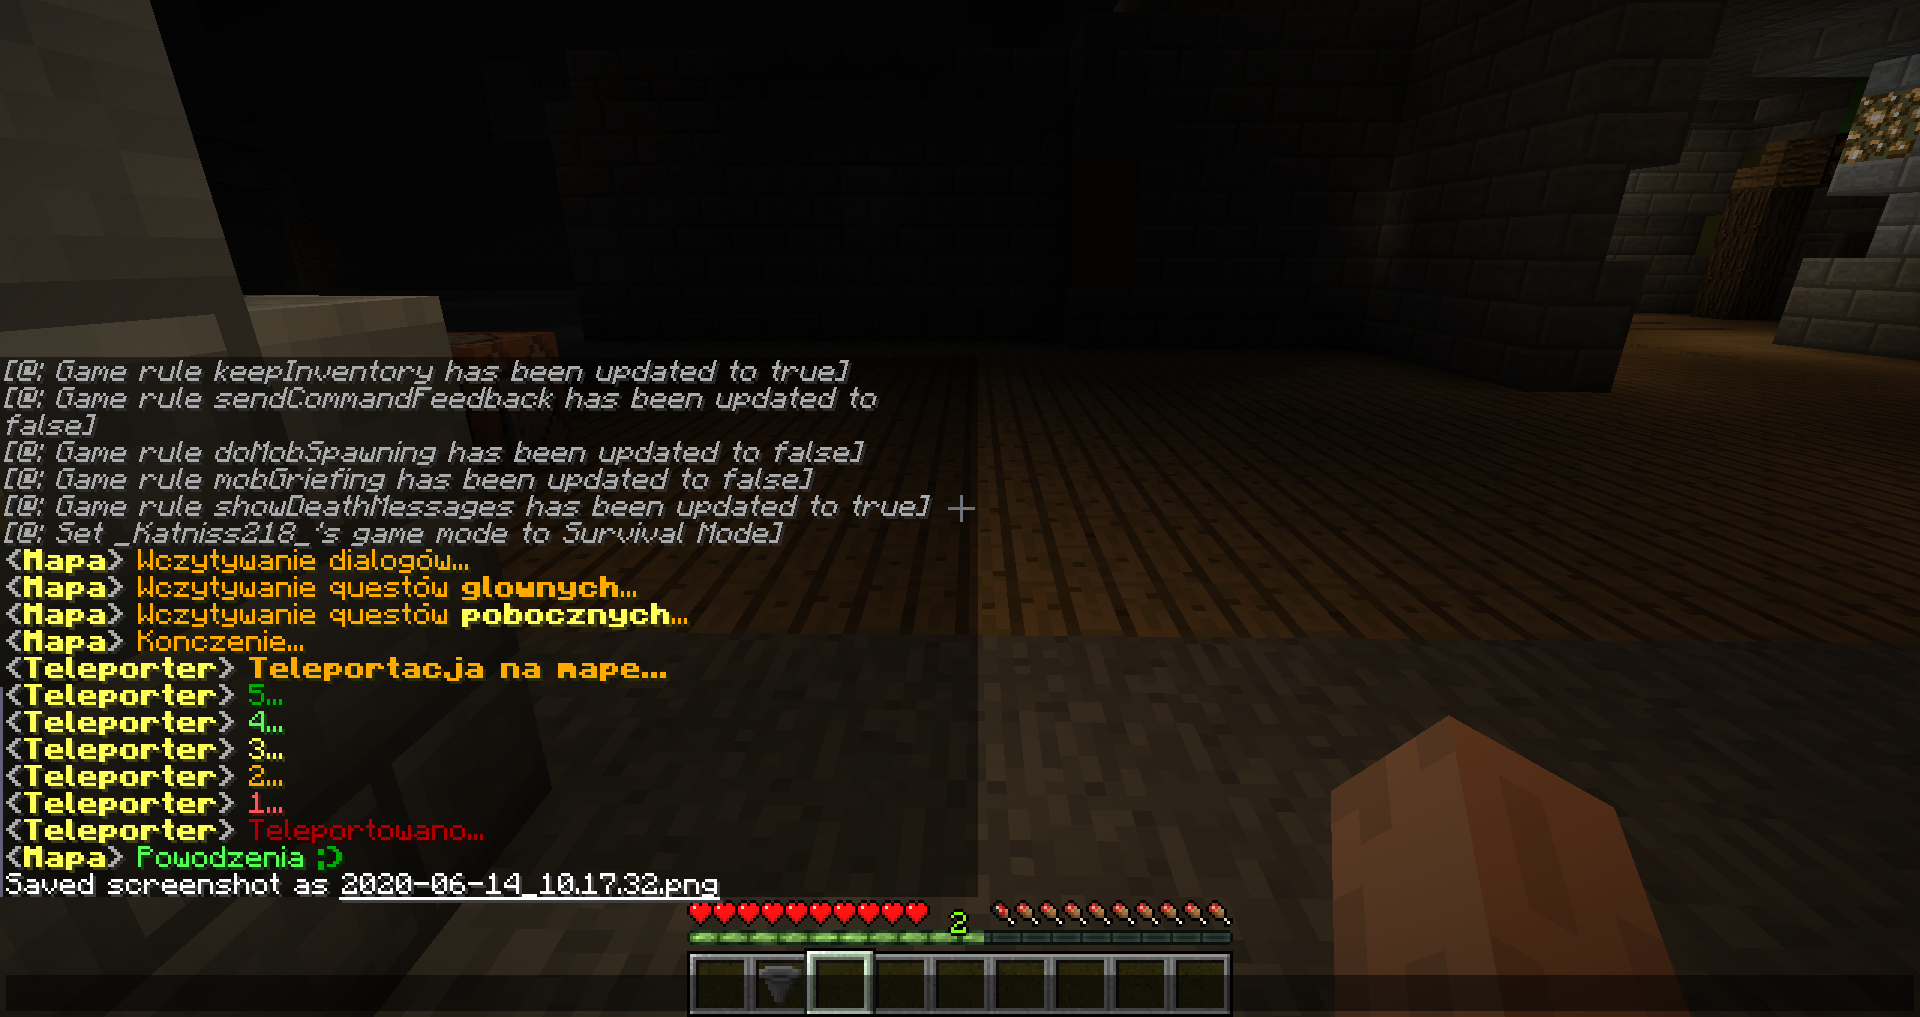 [@: Game rule keepInventory has been updated to true]
[@: Game rule sendCommandFeedback has been updated to
false]
[@: Game rule doMobSpawning has been updated to false]
[@: Game rule mobGriefing has been updated to false]
[@: Game rule showDeathMessages has been updated to true]
[@: Set _Katniss218_'s game mode to Survival Mode]
<Mapa> Wczytywanie dialogów...
<Mapa> Wczytywanie questów glownych...
<Mapa> Wczytywanie questów pobocznych...
<Mapa> Konczenie...
<Teleporter> Teleportacja na mape...
<Teleporter> 5...
<Teleporter> 4...
<Teleporter> 3...
<Teleporter> 2...
<Teleporter> 1...
<Teleporter> Teleportowano...
<Mapa> Powodzenia ;)
Saved screenshot as 2020-06-14_10.17.32.png
2